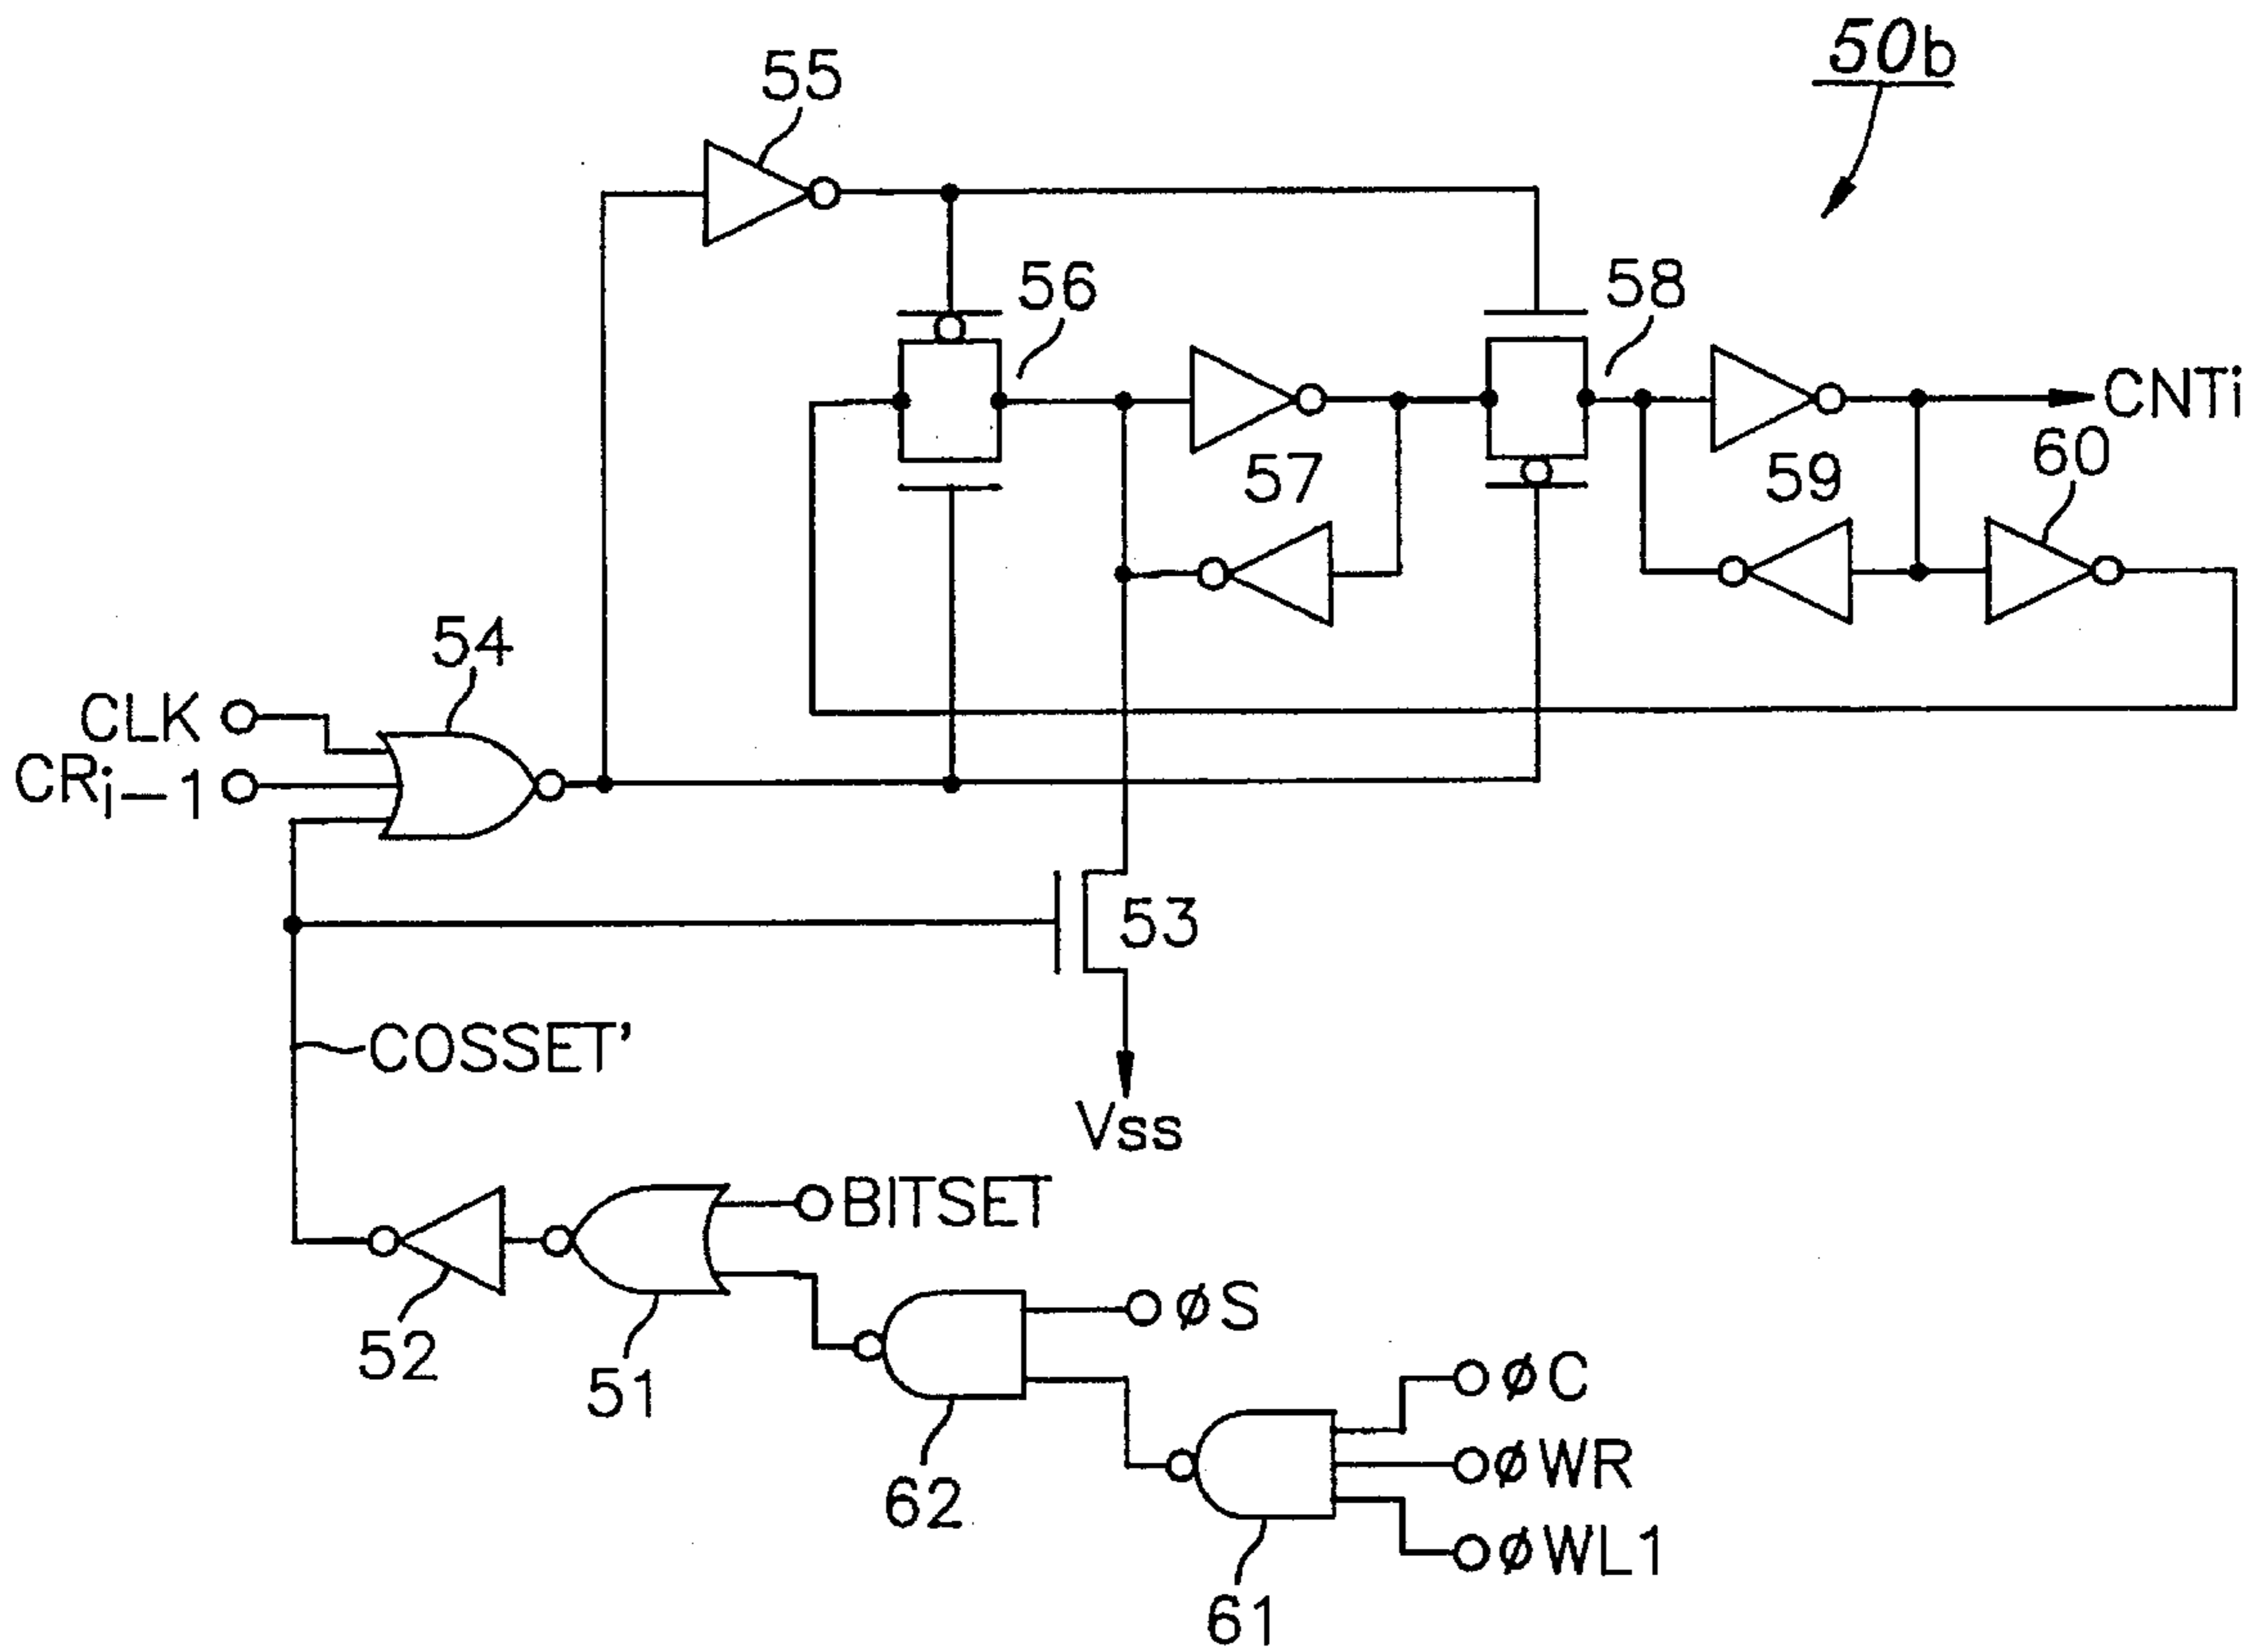 50b
55
56
58
CNTi
57
59
60
54
CLK
CRi-1
53
COSSET'
Vss
BITSET
52
51
øS
62
øC
øWR
øWL1
61